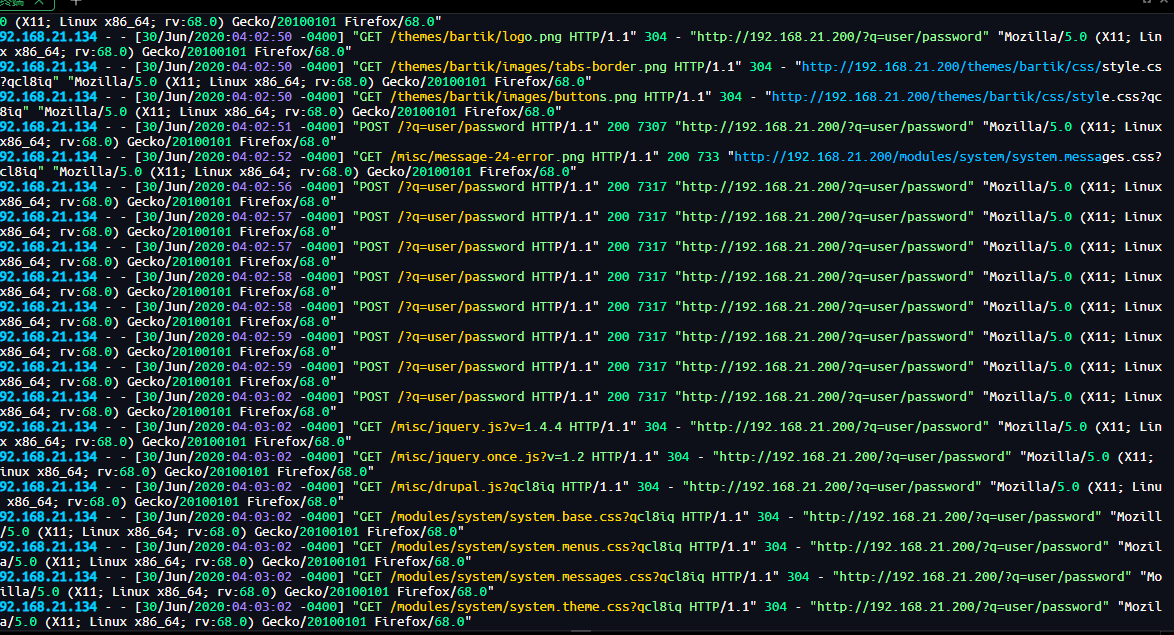 终端
0 (X11; Linux x86_64; rv:68.0) Gecko/20100101 Firefox/68.0"
92.168.21.134 - - [30/Jun/2020:04:02:50 -0400] "GET /themes/bartik/logo.png HTTP/1.1" 304 - "http://192.168.21.200/?q=user/password" "Mozilla/5.0 (X11; Lin
x x86_64; rv:68.0) Gecko/20100101 Firefox/68.0"
92.168.21.134 - - [30/Jun/2020:04:02:50 -0400] "GET /themes/bartik/images/tabs-border.png HTTP/1.1" 304 - "http://192.168.21.200/themes/bartik/css/style.cs
?qcl8iq" "Mozilla/5.0 (X11; Linux x86_64; rv:68.0) Gecko/20100101 Firefox/68.0"
92.168.21.134 - - [30/Jun/2020:04:02:50 -0400] "GET /themes/bartik/images/buttons.png HTTP/1.1" 304 - "http://192.168.21.200/themes/bartik/css/style.css?qc
8iq" "Mozilla/5.0 (X11; Linux x86_64; rv:68.0) Gecko/20100101 Firefox/68.0"
92.168.21.134 - - [30/Jun/2020:04:02:51 -0400] "POST /?q=user/password HTTP/1.1" 200 7307 "http://192.168.21.200/?q=user/password" "Mozilla/5.0 (X11; Linux
x86_64; rv:68.0) Gecko/20100101 Firefox/68.0"
92.168.21.134 - - [30/Jun/2020:04:02:52 -0400] "GET /misc/message-24-error.png HTTP/1.1" 200 733 "http://192.168.21.200/modules/system/system.messages.css?
cl8iq" "Mozilla/5.0 (X11; Linux x86_64; rv:68.0) Gecko/20100101 Firefox/68.0"
92.168.21.134 - - [30/Jun/2020:04:02:56 -0400] "POST /?q=user/password HTTP/1.1" 200 7317 "http://192.168.21.200/?q=user/password" "Mozilla/5.0 (X11; Linux
x86_64; rv:68.0) Gecko/20100101 Firefox/68.0"
92.168.21.134 - - [30/Jun/2020:04:02:57 -0400] "POST /?q=user/password HTTP/1.1" 200 7317 "http://192.168.21.200/?q=user/password" "Mozilla/5.0 (X11; Linux
x86_64; rv:68.0) Gecko/20100101 Firefox/68.0"
92.168.21.134 - - [30/Jun/2020:04:02:57 -0400] "POST /?q=user/password HTTP/1.1" 200 7317 "http://192.168.21.200/?q=user/password" "Mozilla/5.0 (X11; Linux
x86_64; rv:68.0) Gecko/20100101 Firefox/68.0"
92.168.21.134 - - [30/Jun/2020:04:02:58 -0400] "POST /?q=user/password HTTP/1.1" 200 7317 "http://192.168.21.200/?q=user/password" "Mozilla/5.0 (X11; Linux
x86_64; rv:68.0) Gecko/20100101 Firefox/68.0"
92.168.21.134 - - [30/Jun/2020:04:02:58 -0400] "POST /?q=user/password HTTP/1.1" 200 7317 "http://192.168.21.200/?q=user/password" "Mozilla/5.0 (X11; Linux
x86_64; rv:68.0) Gecko/20100101 Firefox/68.0"
92.168.21.134 - - [30/Jun/2020:04:02:59 -0400] "POST /?q=user/password HTTP/1.1" 200 7317 "http://192.168.21.200/?q=user/password" "Mozilla/5.0 (X11; Linux
x86_64; rv:68.0) Gecko/20100101 Firefox/68.0"
92.168.21.134 - - [30/Jun/2020:04:02:59 -0400] "POST /?q=user/password HTTP/1.1" 200 7317 "http://192.168.21.200/?q=user/password" "Mozilla/5.0 (X11; Linux
x86_64; rv:68.0) Gecko/20100101 Firefox/68.0"
92.168.21.134 - - [30/Jun/2020:04:03:02 -0400] "POST /?q=user/password HTTP/1.1" 200 7317 "http://192.168.21.200/?q=user/password" "Mozilla/5.0 (X11; Linux
x86_64; rv:68.0) Gecko/20100101 Firefox/68.0"
92.168.21.134 - - [30/Jun/2020:04:03:02 -0400] "GET /misc/jquery.js?v=1.4.4 HTTP/1.1" 304 - "http://192.168.21.200/?q=user/password" "Mozilla/5.0 (X11; Lin
x x86_64; rv:68.0) Gecko/20100101 Firefox/68.0"
92.168.21.134 - - [30/Jun/2020:04:03:02 -0400] "GET /misc/jquery.once.js?v=1.2 HTTP/1.1" 304 - "http://192.168.21.200/?q=user/password" "Mozilla/5.0 (X11;
inux x86_64; rv:68.0) Gecko/20100101 Firefox/68.0"
92.168.21.134 - - [30/Jun/2020:04:03:02 -0400] "GET /misc/drupal.js?qcl8iq HTTP/1.1" 304 - "http://192.168.21.200/?q=user/password" "Mozilla/5.0 (X11; Linu
x86_64; rv:68.0) Gecko/20100101 Firefox/68.0"
92.168.21.134 - - [30/Jun/2020:04:03:02 -0400] "GET /modules/system/system.base.css?qcl8iq HTTP/1.1" 304 - "http://192.168.21.200/?q=user/password" "Mozill
/5.0 (X11; Linux x86_64; rv:68.0) Gecko/20100101 Firefox/68.0"
92.168.21.134 - - [30/Jun/2020:04:03:02 -0400] "GET /modules/system/system.menus.css?qcl8iq HTTP/1.1" 304 - "http://192.168.21.200/?q=user/password" "Mozil
a/5.0 (X11; Linux x86_64; rv:68.0) Gecko/20100101 Firefox/68.0"
92.168.21.134 - - [30/Jun/2020:04:03:02 -0400] "GET /modules/system/system.messages.css?qcl8iq HTTP/1.1" 304 - "http://192.168.21.200/?q=user/password" "Mo
illa/5.0 (X11; Linux x86_64; rv:68.0) Gecko/20100101 Firefox/68.0"
92.168.21.134 - - [30/Jun/2020:04:03:02 -0400] "GET /modules/system/system.theme.css?qcl8iq HTTP/1.1" 304 - "http://192.168.21.200/?q=user/password" "Mozil
a/5.0 (X11; Linux x86_64; rv:68.0) Gecko/20100101 Firefox/68.0"